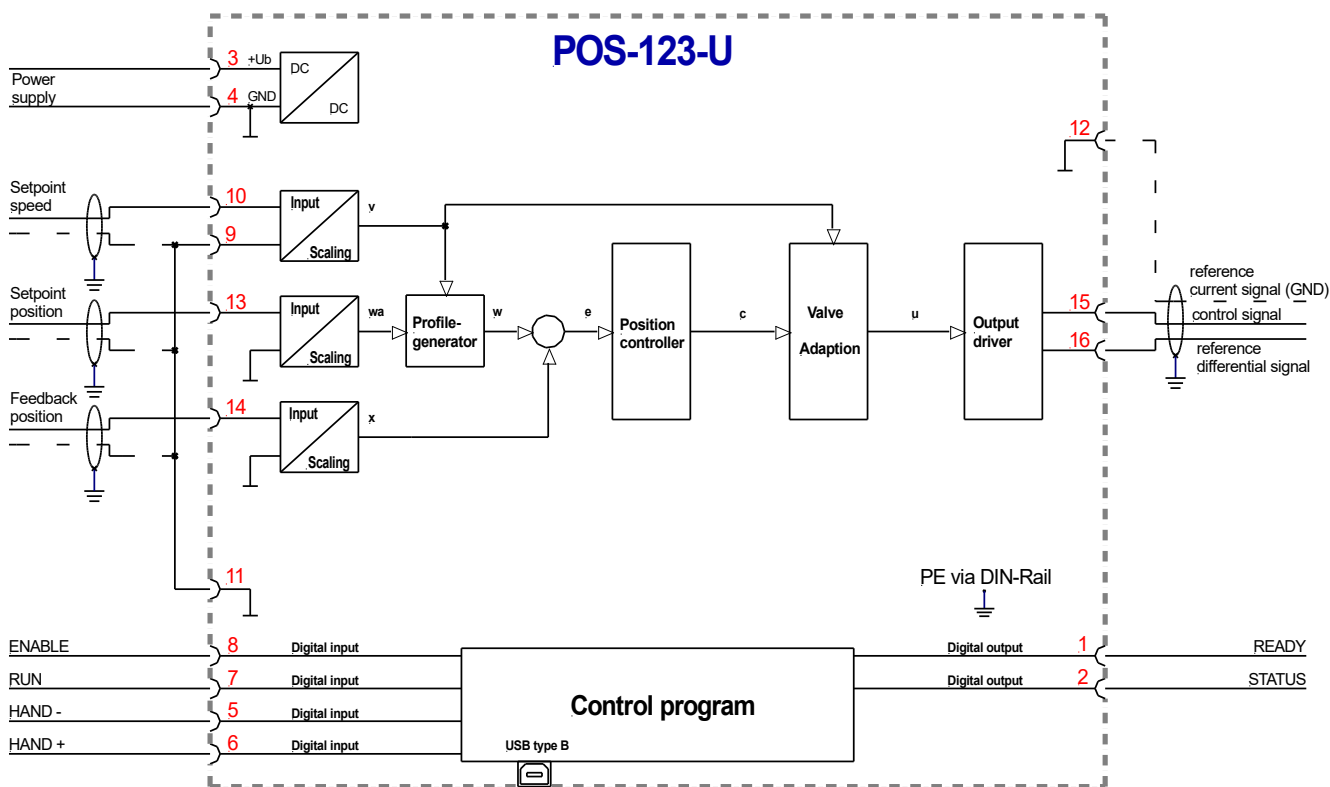 POS-123-U
Power
supply
3
+Ub
4
GND
DC
DC
12
Setpoint
speed
10
9
Input
Scaling
v
Setpoint
position
13
Input
Scaling
wa
Profile-
generator
w
e
Position
controller
c
Valve
Adaption
u
Output
driver
15
16
reference
current signal (GND)
control signal
reference
differential signal
Feedback
position
14
Input
Scaling
x
11
PE via DIN-Rail
ENABLE
8
Digital input
RUN
7
Digital input
HAND -
5
Digital input
HAND +
6
Digital input
Control program
USB type B
Digital output
1
READY
Digital output
2
STATUS